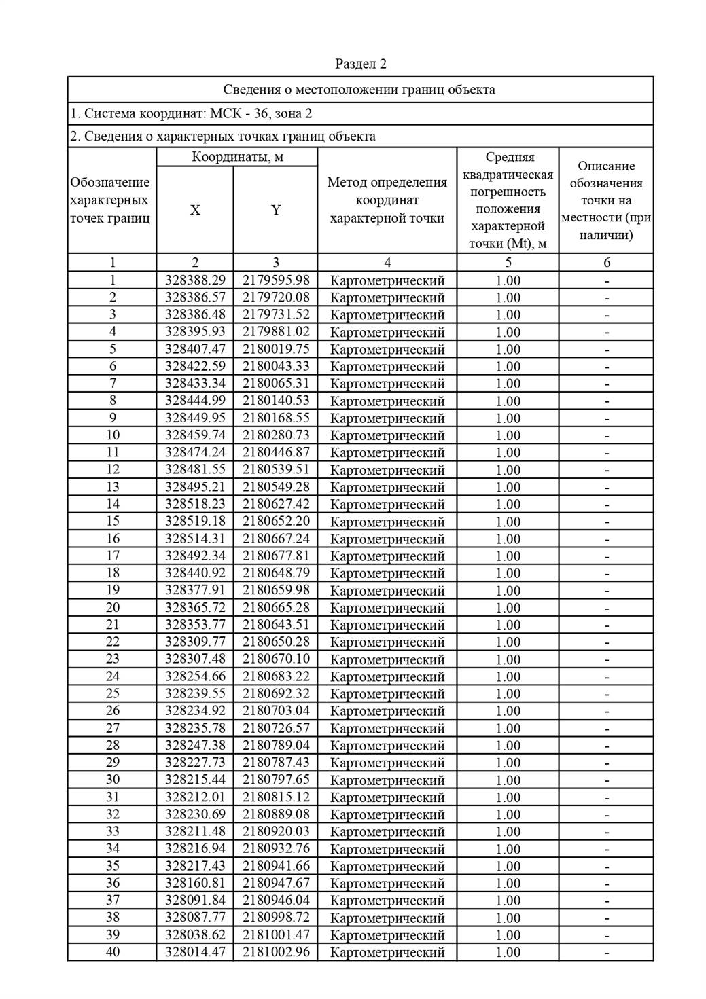 Раздел 2
Сведения о местоположении границ объекта
1. Система координат: МСК - 36, зона 2
2. Сведения о характерных точках границ объекта
Обозначение
характерных
точек границ
Координаты, м
X Y
Метод определения
координат
характерной точки
Средняя
квадратическая
погрешность
положения
характерной
точки (Mt), м
Описание
обозначения
точки на
местности (при
наличии)
1 2 3 4 5 6
1 328388.29 2179595.98 Картометрический 1.00 -
2 328386.57 2179720.08 Картометрический 1.00 -
3 328386.48 2179731.52 Картометрический 1.00 -
4 328395.93 2179881.02 Картометрический 1.00 -
5 328407.47 2180019.75 Картометрический 1.00 -
6 328422.59 2180043.33 Картометрический 1.00 -
7 328433.34 2180065.31 Картометрический 1.00 -
8 328444.99 2180140.53 Картометрический 1.00 -
9 328449.95 2180168.55 Картометрический 1.00 -
10 328459.74 2180280.73 Картометрический 1.00 -
11 328474.24 2180446.87 Картометрический 1.00 -
12 328481.55 2180539.51 Картометрический 1.00 -
13 328495.21 2180549.28 Картометрический 1.00 -
14 328518.23 2180627.42 Картометрический 1.00 -
15 328519.18 2180652.20 Картометрический 1.00 -
16 328514.31 2180667.24 Картометрический 1.00 -
17 328492.34 2180677.81 Картометрический 1.00 -
18 328440.92 2180648.79 Картометрический 1.00 -
19 328377.91 2180659.98 Картометрический 1.00 -
20 328365.72 2180665.28 Картометрический 1.00 -
21 328353.77 2180643.51 Картометрический 1.00 -
22 328309.77 2180650.28 Картометрический 1.00 -
23 328307.48 2180670.10 Картометрический 1.00 -
24 328254.66 2180683.22 Картометрический 1.00 -
25 328239.55 2180692.32 Картометрический 1.00 -
26 328234.92 2180703.04 Картометрический 1.00 -
27 328235.78 2180726.57 Картометрический 1.00 -
28 328247.38 2180789.04 Картометрический 1.00 -
29 328227.73 2180787.43 Картометрический 1.00 -
30 328215.44 2180797.65 Картометрический 1.00 -
31 328212.01 2180815.12 Картометрический 1.00 -
32 328230.69 2180889.08 Картометрический 1.00 -
33 328211.48 2180920.03 Картометрический 1.00 -
34 328216.94 2180932.76 Картометрический 1.00 -
35 328217.43 2180941.66 Картометрический 1.00 -
36 328160.81 2180947.67 Картометрический 1.00 -
37 328091.84 2180946.04 Картометрический 1.00 -
38 328087.77 2180998.72 Картометрический 1.00 -
39 328038.62 2181001.47 Картометрический 1.00 -
40 328014.47 2181002.96 Картометрический 1.00 -